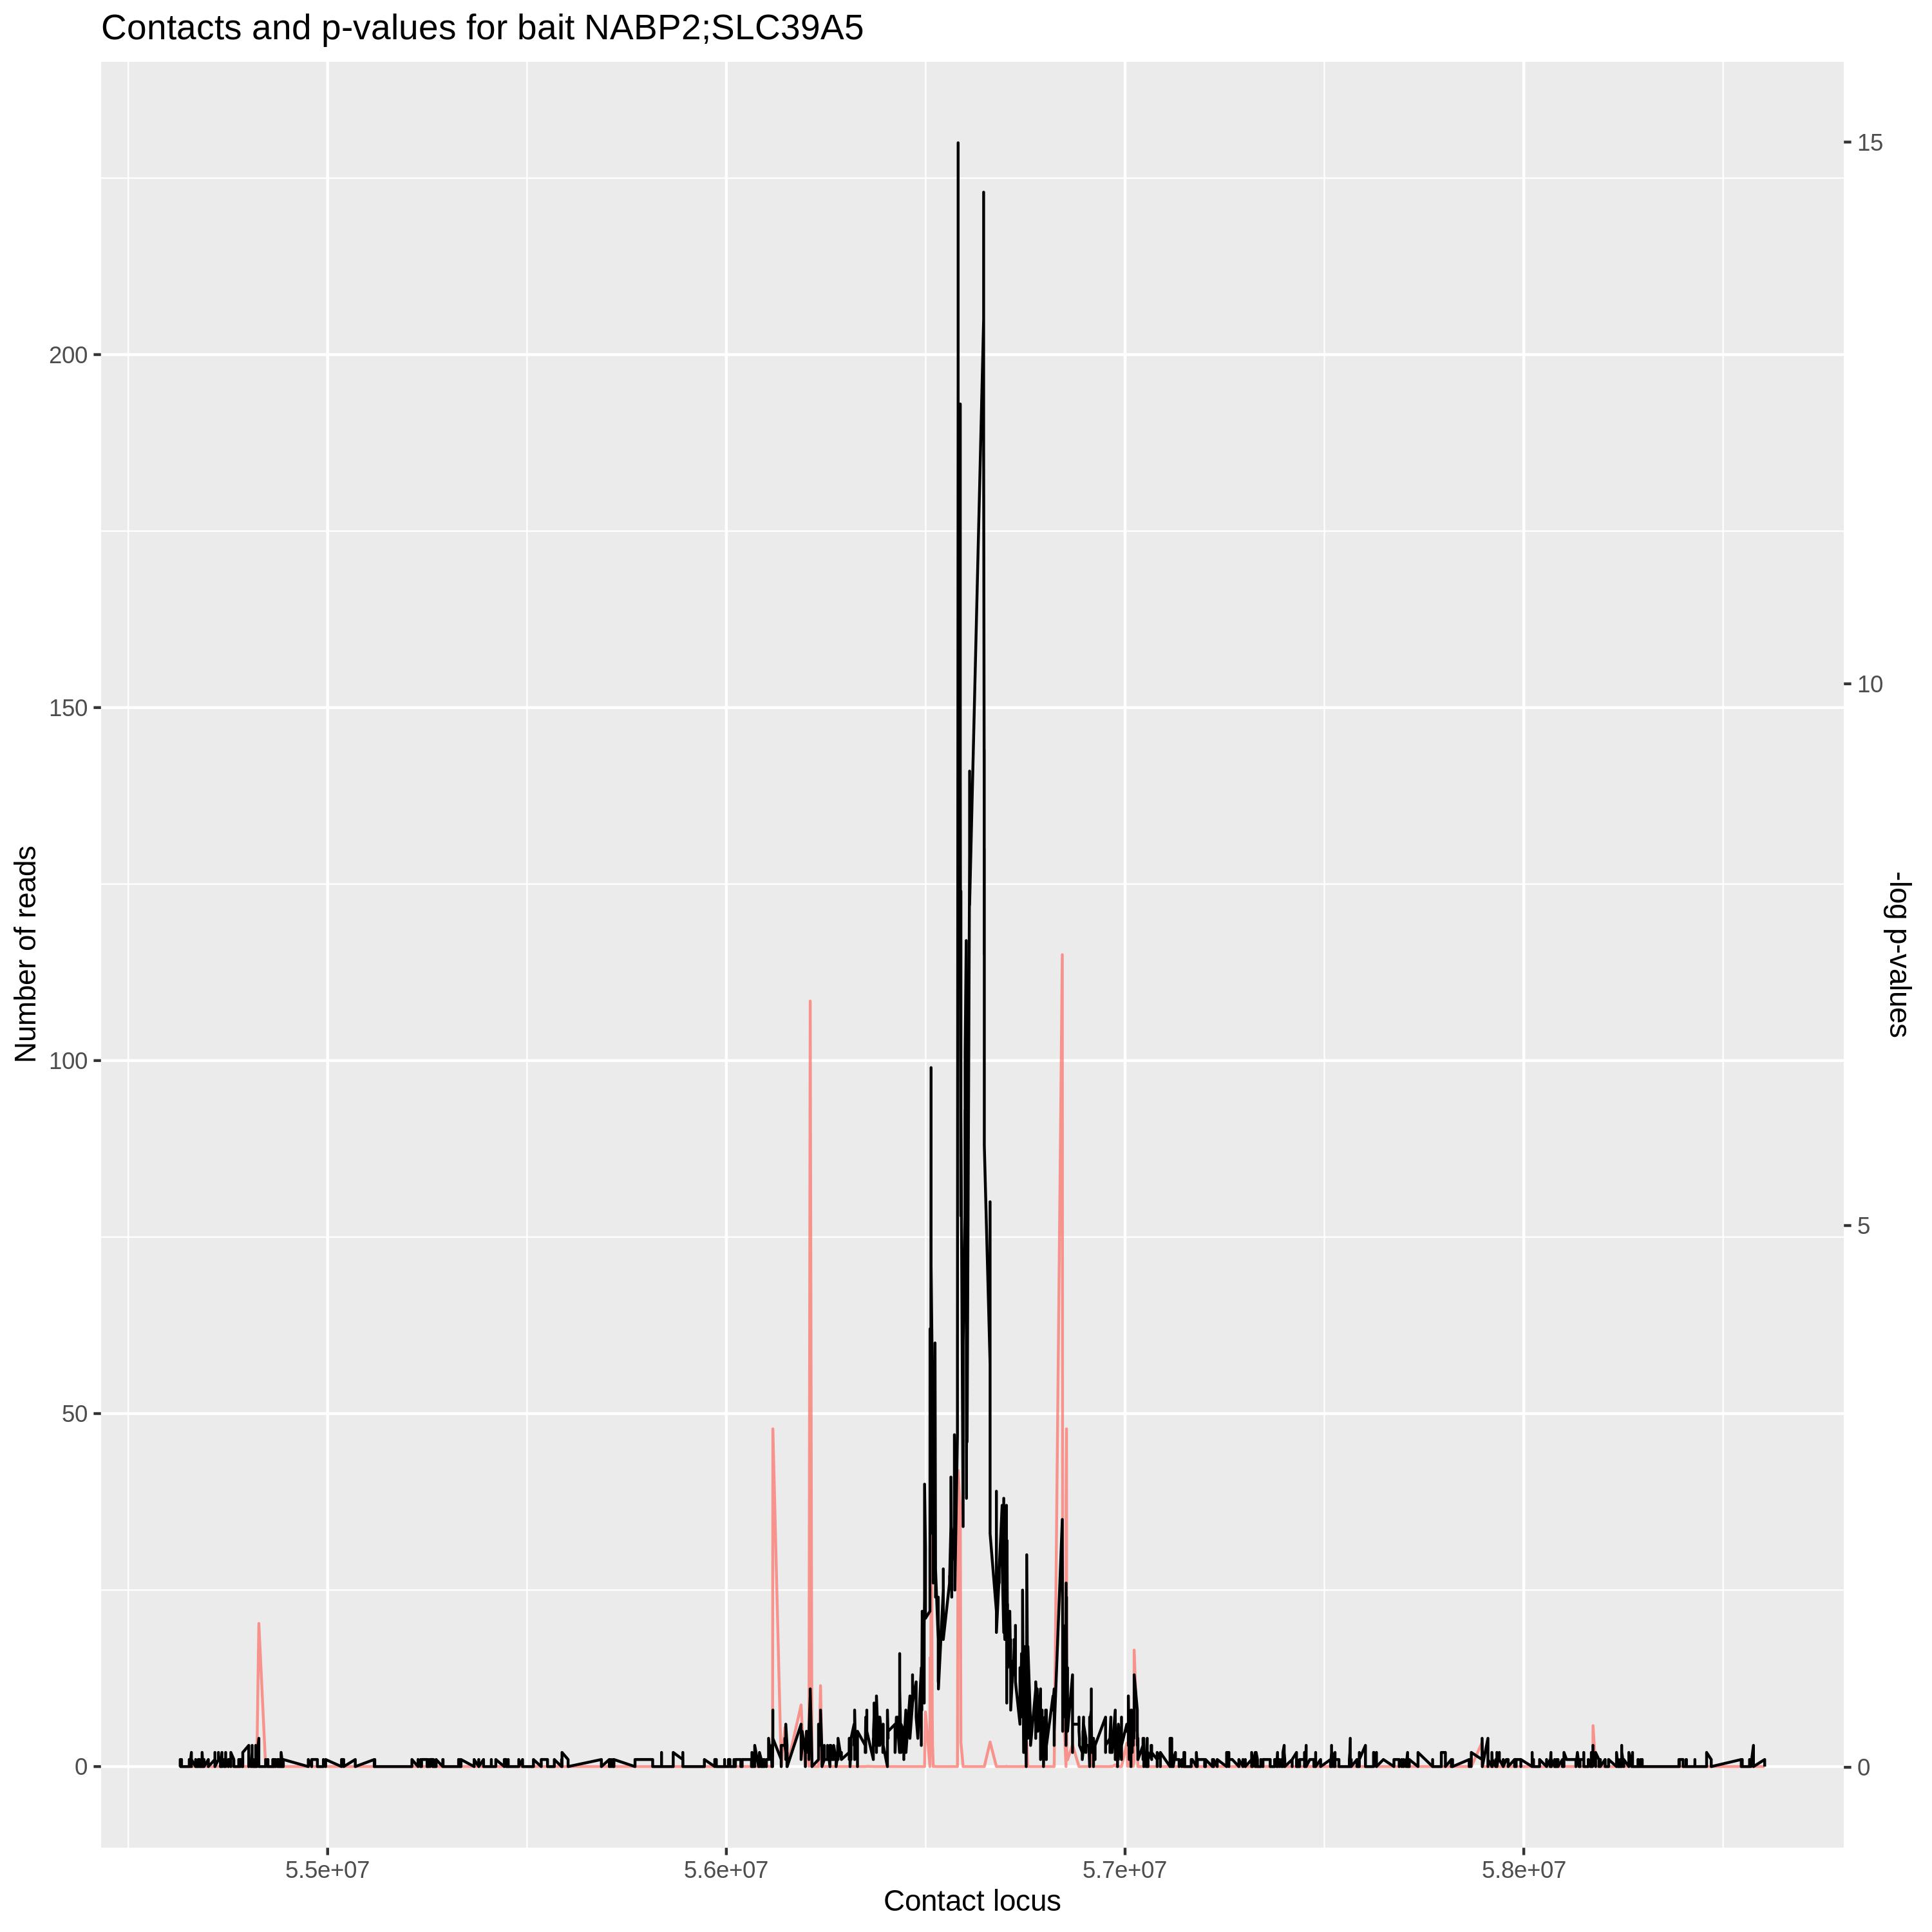 Contacts and p-values for bait NABP2;SLC39A5
Number of reads
200
150
100
50
0
15
10
5
0
-log p-values
5.5e+07
5.6e+07
5.7e+07
5.8e+07
Contact locus